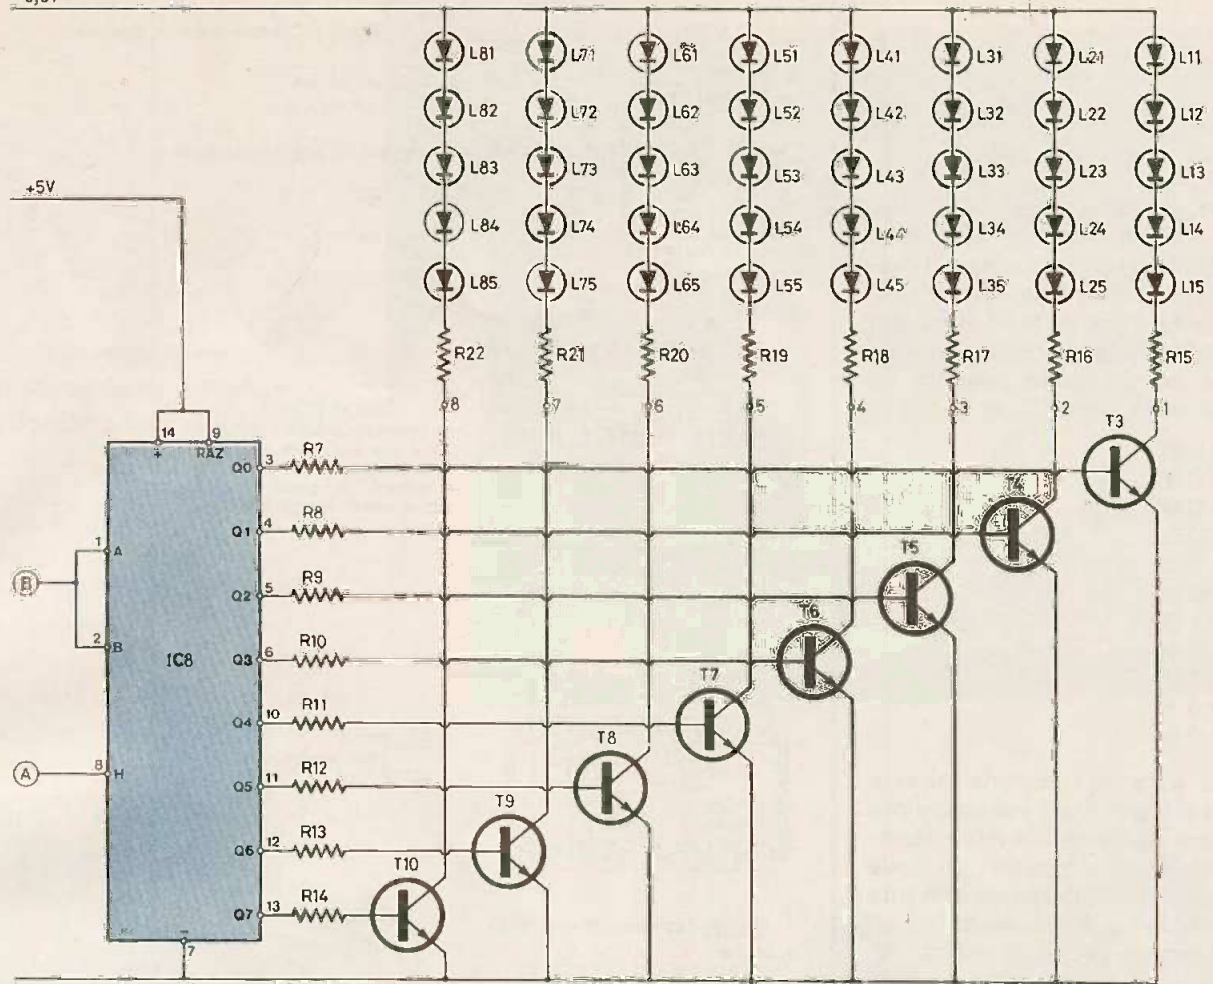 L81 L71 L61 L51 L41 L31 L21 L11
L82 L72 L62 L52 L42 L32 L22 L12
L83 L73 L63 L53 L43 L33 L23 L13
+5V
L84 L74 L64 L54 L44 L34 L24 L14
L85 L75 L65 L55 L45 L35 L25 L15
R22 R21 R20 R19 R18 R17 R16 R15
8 7 6 5 4 3 2 1
T3
14 9
+ RAZ
Q0 3 R7
T4
Q1 4 R8
1 A
T5
B
Q2 5 R9
T6
2 B
IC8
Q3 6 R10
T7
Q4 10 R11
T8
A
8 H
Q5 11 R12
T9
Q6 12 R13
T10
Q7 13 R14
-
7